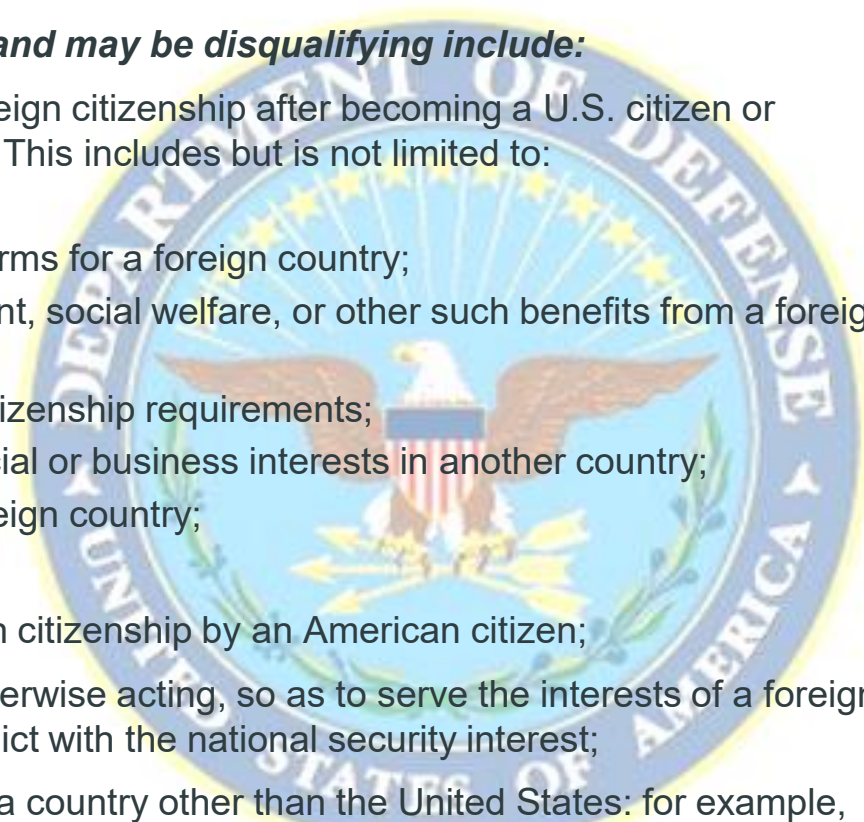 and may be disqualifying include:
eign citizenship after becoming a U.S. citizen or
This includes but is not limited to:
rms for a foreign country;
nt, social welfare, or other such benefits from a foreig
izenship requirements;
cial or business interests in another country;
eign country;
n citizenship by an American citizen;
erwise acting, so as to serve the interests of a foreign
ict with the national security interest;
a country other than the United States: for example,
DEPARTMENT OF DEFENSE
UNITED STATES OF AMERICA